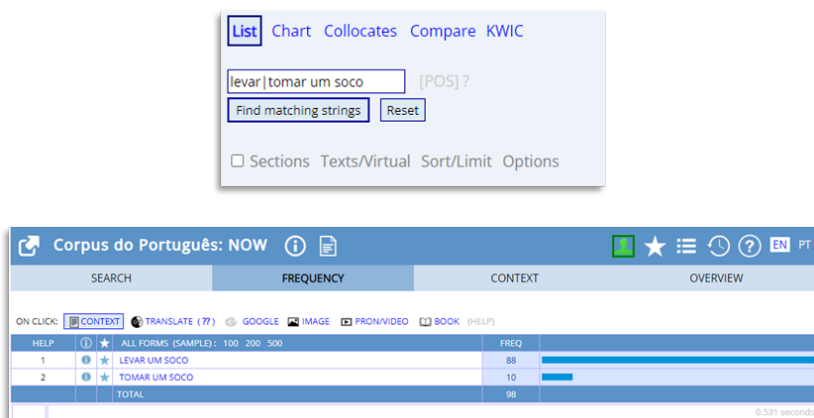 List Chart Collocates Compare KWIC
levar|tomar um soco [POS] ?
Find matching strings Reset
Sections Texts/Virtual Sort/Limit Options
Corpus do Português: NOW EN PT
SEARCH FREQUENCY CONTEXT OVERVIEW
ON CLICK: CONTEXT TRANSLATE (??) GOOGLE IMAGE PRON/VIDEO BOOK (HELP)
HELP ALL FORMS (SAMPLE): 100 200 500 FREQ
1 LEVAR UM SOCO 88
2 TOMAR UM SOCO 10
TOTAL 98
0.531 seconds